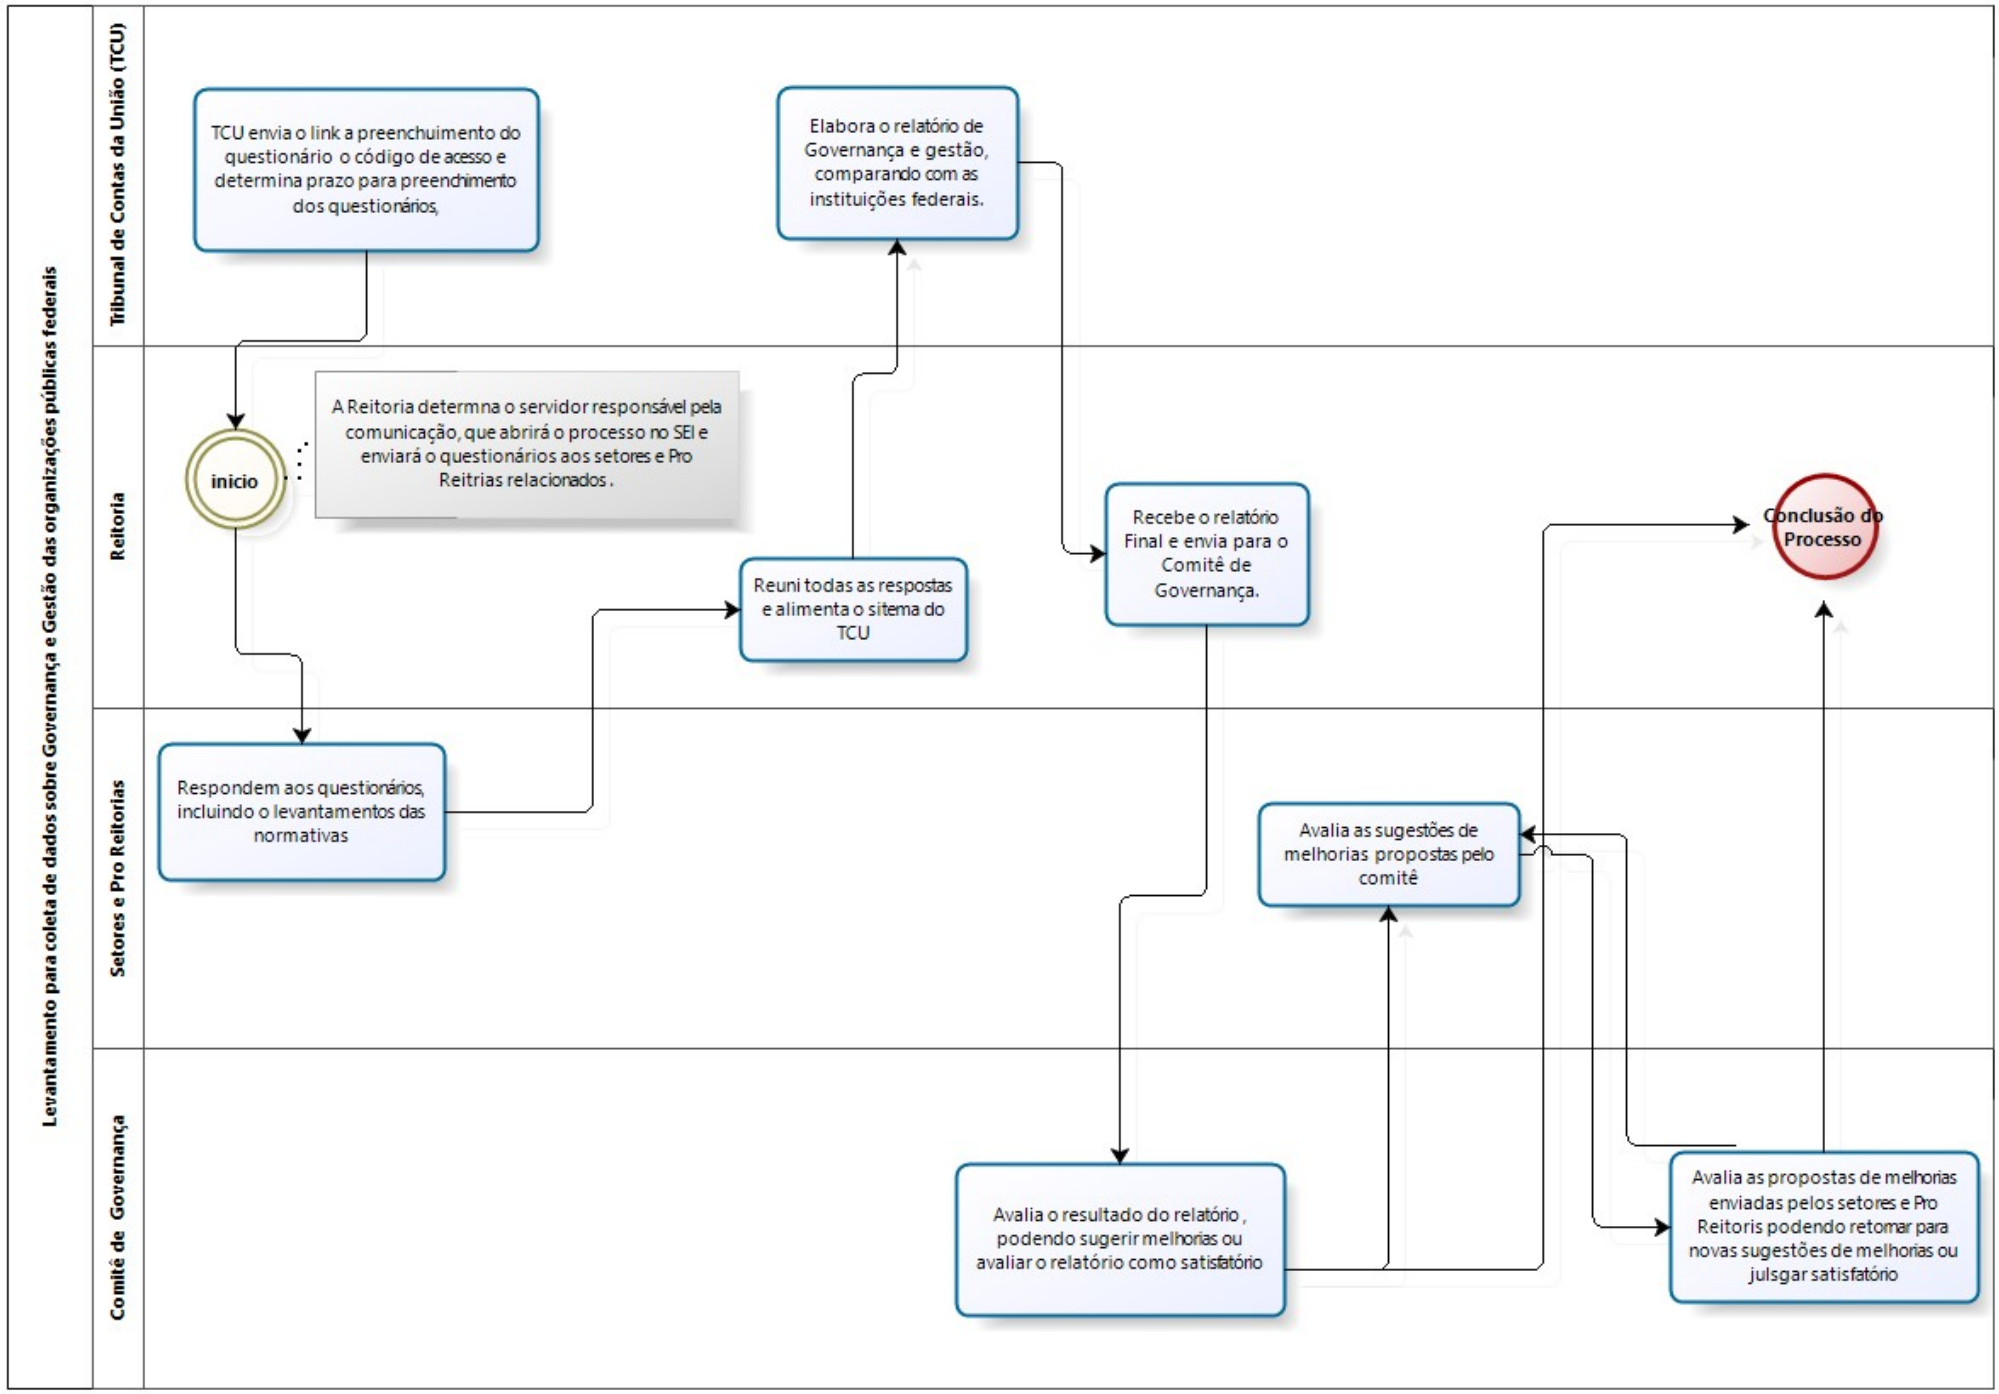 Levantamento para coleta de dados sobre Governança e Gestão das organizações públicas federais
Tribunal de Contas da União (TCU)
TCU envia o link a preenchuimento do
questionário o código de acesso e
determina prazo para preenchimento
dos questionários,
Elabora o relatório de
Governança e gestão,
comparando com as
instituições federais.
Reitoria
inicio
A Reitoria determna o servidor responsável pela
comunicação, que abrirá o processo no SEI e
enviará o questionários aos setores e Pro
Reitrias relacionados .
Reuni todas as respostas
e alimenta o sitema do
TCU
Recebe o relatório
Final e envia para o
Comitê de
Governança.
Conclusão do
Processo
Setores e Pro Reitorias
Respondem aos questionários,
incluindo o levantamentos das
normativas
Avalia as sugestões de
melhorias propostas pelo
comitê
Comitê de Governança
Avalia o resultado do relatório ,
podendo sugerir melhorias ou
avaliar o relatório como satisfatório
Avalia as propostas de melhorias
enviadas pelos setores e Pro
Reitoris podendo retornar para
novas sugestões de melhorias ou
julsgar satisfatório